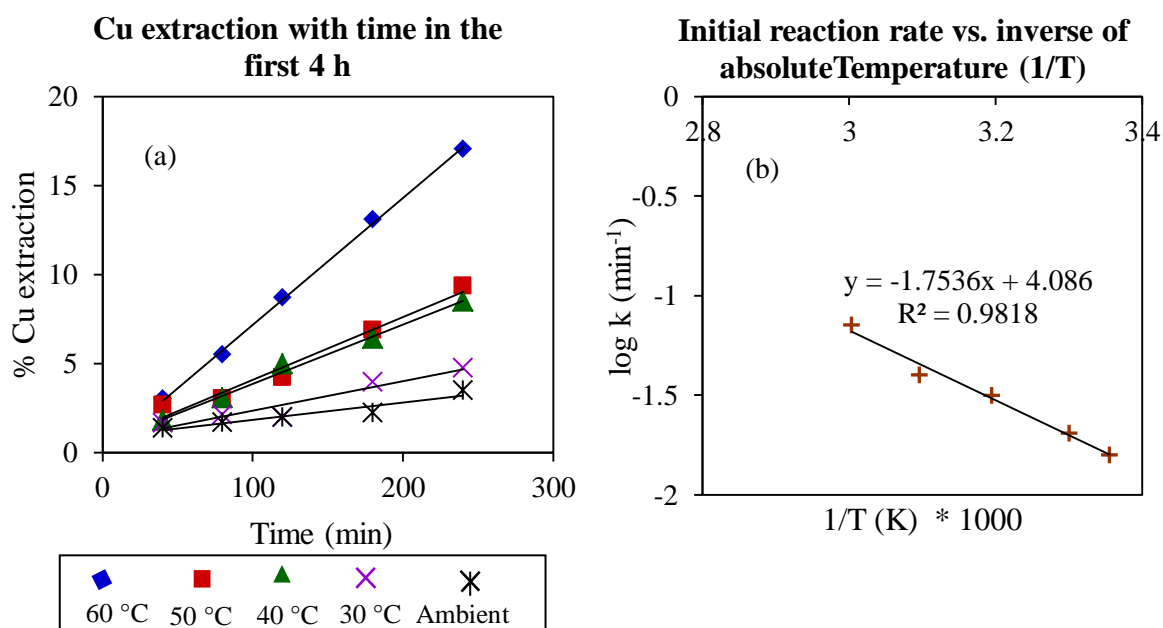 Cu extraction with time in the
first 4 h
20
15
10
5
0
0
100
200
300
% Cu extraction
(a)
Time (min)
60 °C
50 °C
40 °C
30 °C
Ambient
Initial reaction rate vs. inverse of
absoluteTemperature (1/T)
0
2.8
3
3.2
3.4
(b)
-0.5
-1
-1.5
-2
log k (min⁻¹)
y = -1.7536x + 4.086
R² = 0.9818
1/T (K) * 1000